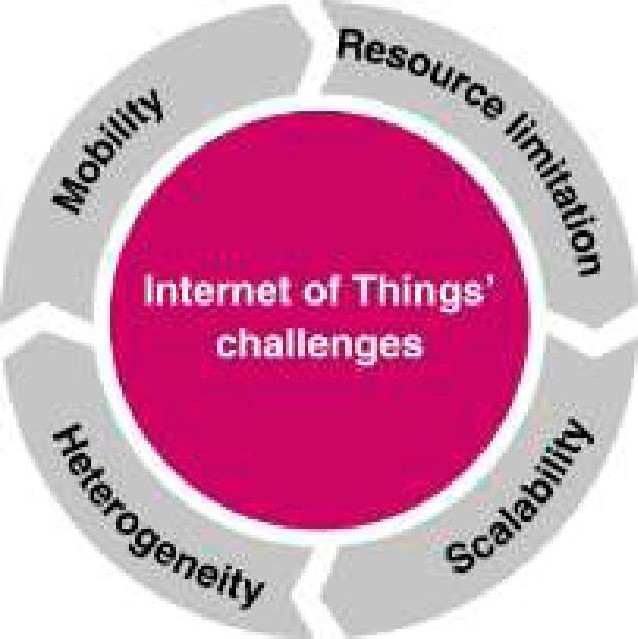 Internet of Things'
challenges
Resource limitation
Scalability
Heterogeneity
Mobility